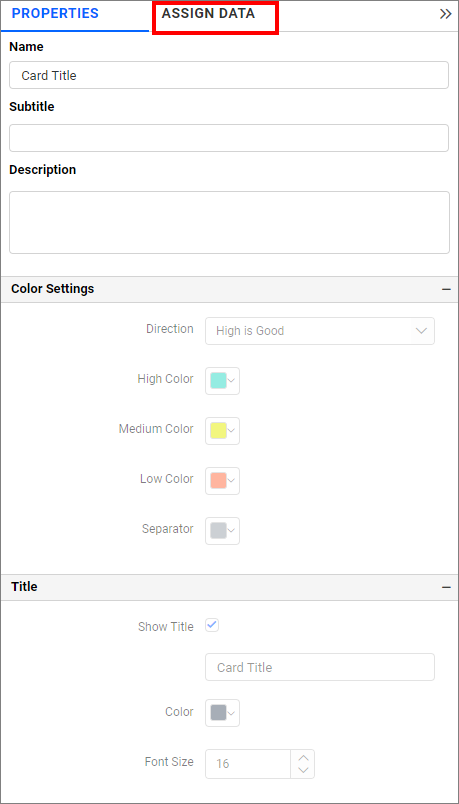 PROPERTIES ASSIGN DATA
Name
Card Title
Subtitle
Description
Color Settings
Direction High is Good
High Color
Medium Color
Low Color
Separator
Title
Show Title
Card Title
Color
Font Size 16